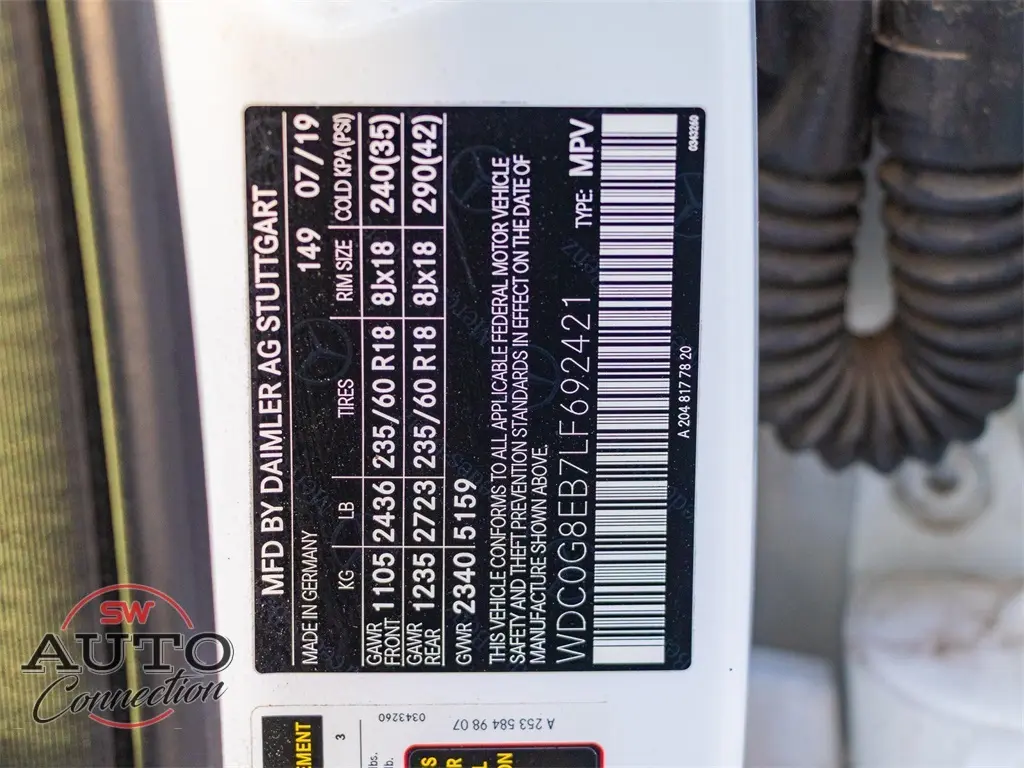 MFD BY DAIMLER AG STUTTGART
MADE IN GERMANY 149 07/19
KG LB TIRES RIM SIZE COLD KPA(PSI)
GAWR FRONT 1105 2436 235/60 R18 8Jx18 240(35)
GAWR REAR 1235 2723 235/60 R18 8Jx18 290(42)
GVWR 2340 5159
THIS VEHICLE CONFORMS TO ALL APPLICABLE FEDERAL MOTOR VEHICLE
SAFETY AND THEFT PREVENTION STANDARDS IN EFFECT ON THE DATE OF
MANUFACTURE SHOWN ABOVE.
WDC0G8EB7LF692421 TYPE: MPV
A 204 817 78 20
0343260
0343260
A 253 584 98 07
EMENT
3
lbs.
lb.
SW
AUTO
Connection